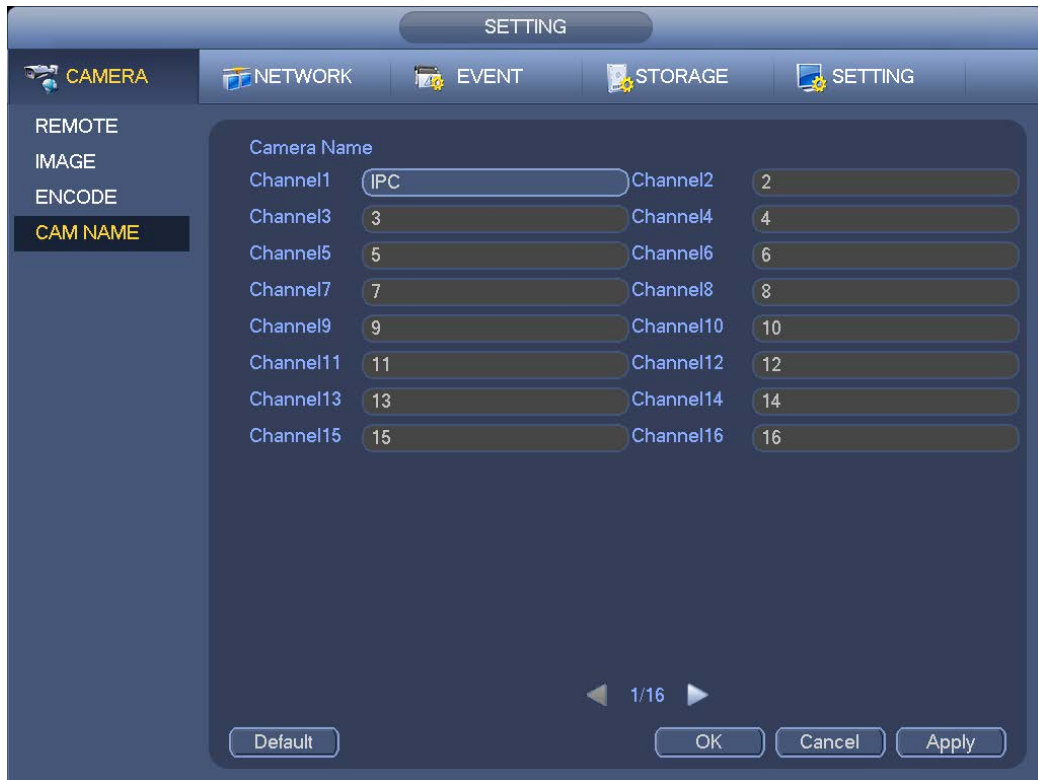 SETTING
CAMERA NETWORK EVENT STORAGE SETTING
REMOTE
IMAGE
ENCODE
CAM NAME
Camera Name
Channel1 IPC Channel2 2
Channel3 3 Channel4 4
Channel5 5 Channel6 6
Channel7 7 Channel8 8
Channel9 9 Channel10 10
Channel11 11 Channel12 12
Channel13 13 Channel14 14
Channel15 15 Channel16 16
1/16
Default OK Cancel Apply